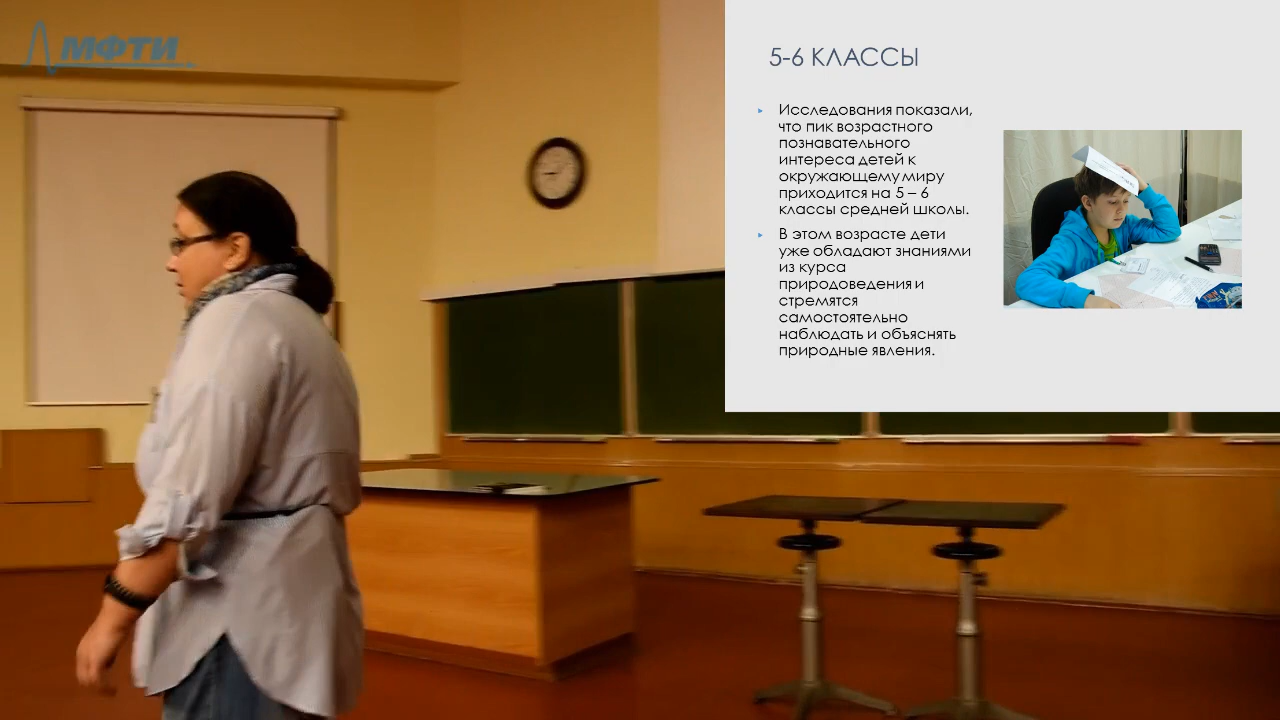 МФТИ
5-6 КЛАССЫ
Исследования показали,
что пик возрастного
познавательного
интереса детей к
окружающему миру
приходится на 5 – 6
классы средней школы.
В этом возрасте дети
уже обладают знаниями
из курса
природоведения и
стремятся
самостоятельно
наблюдать и объяснять
природные явления.